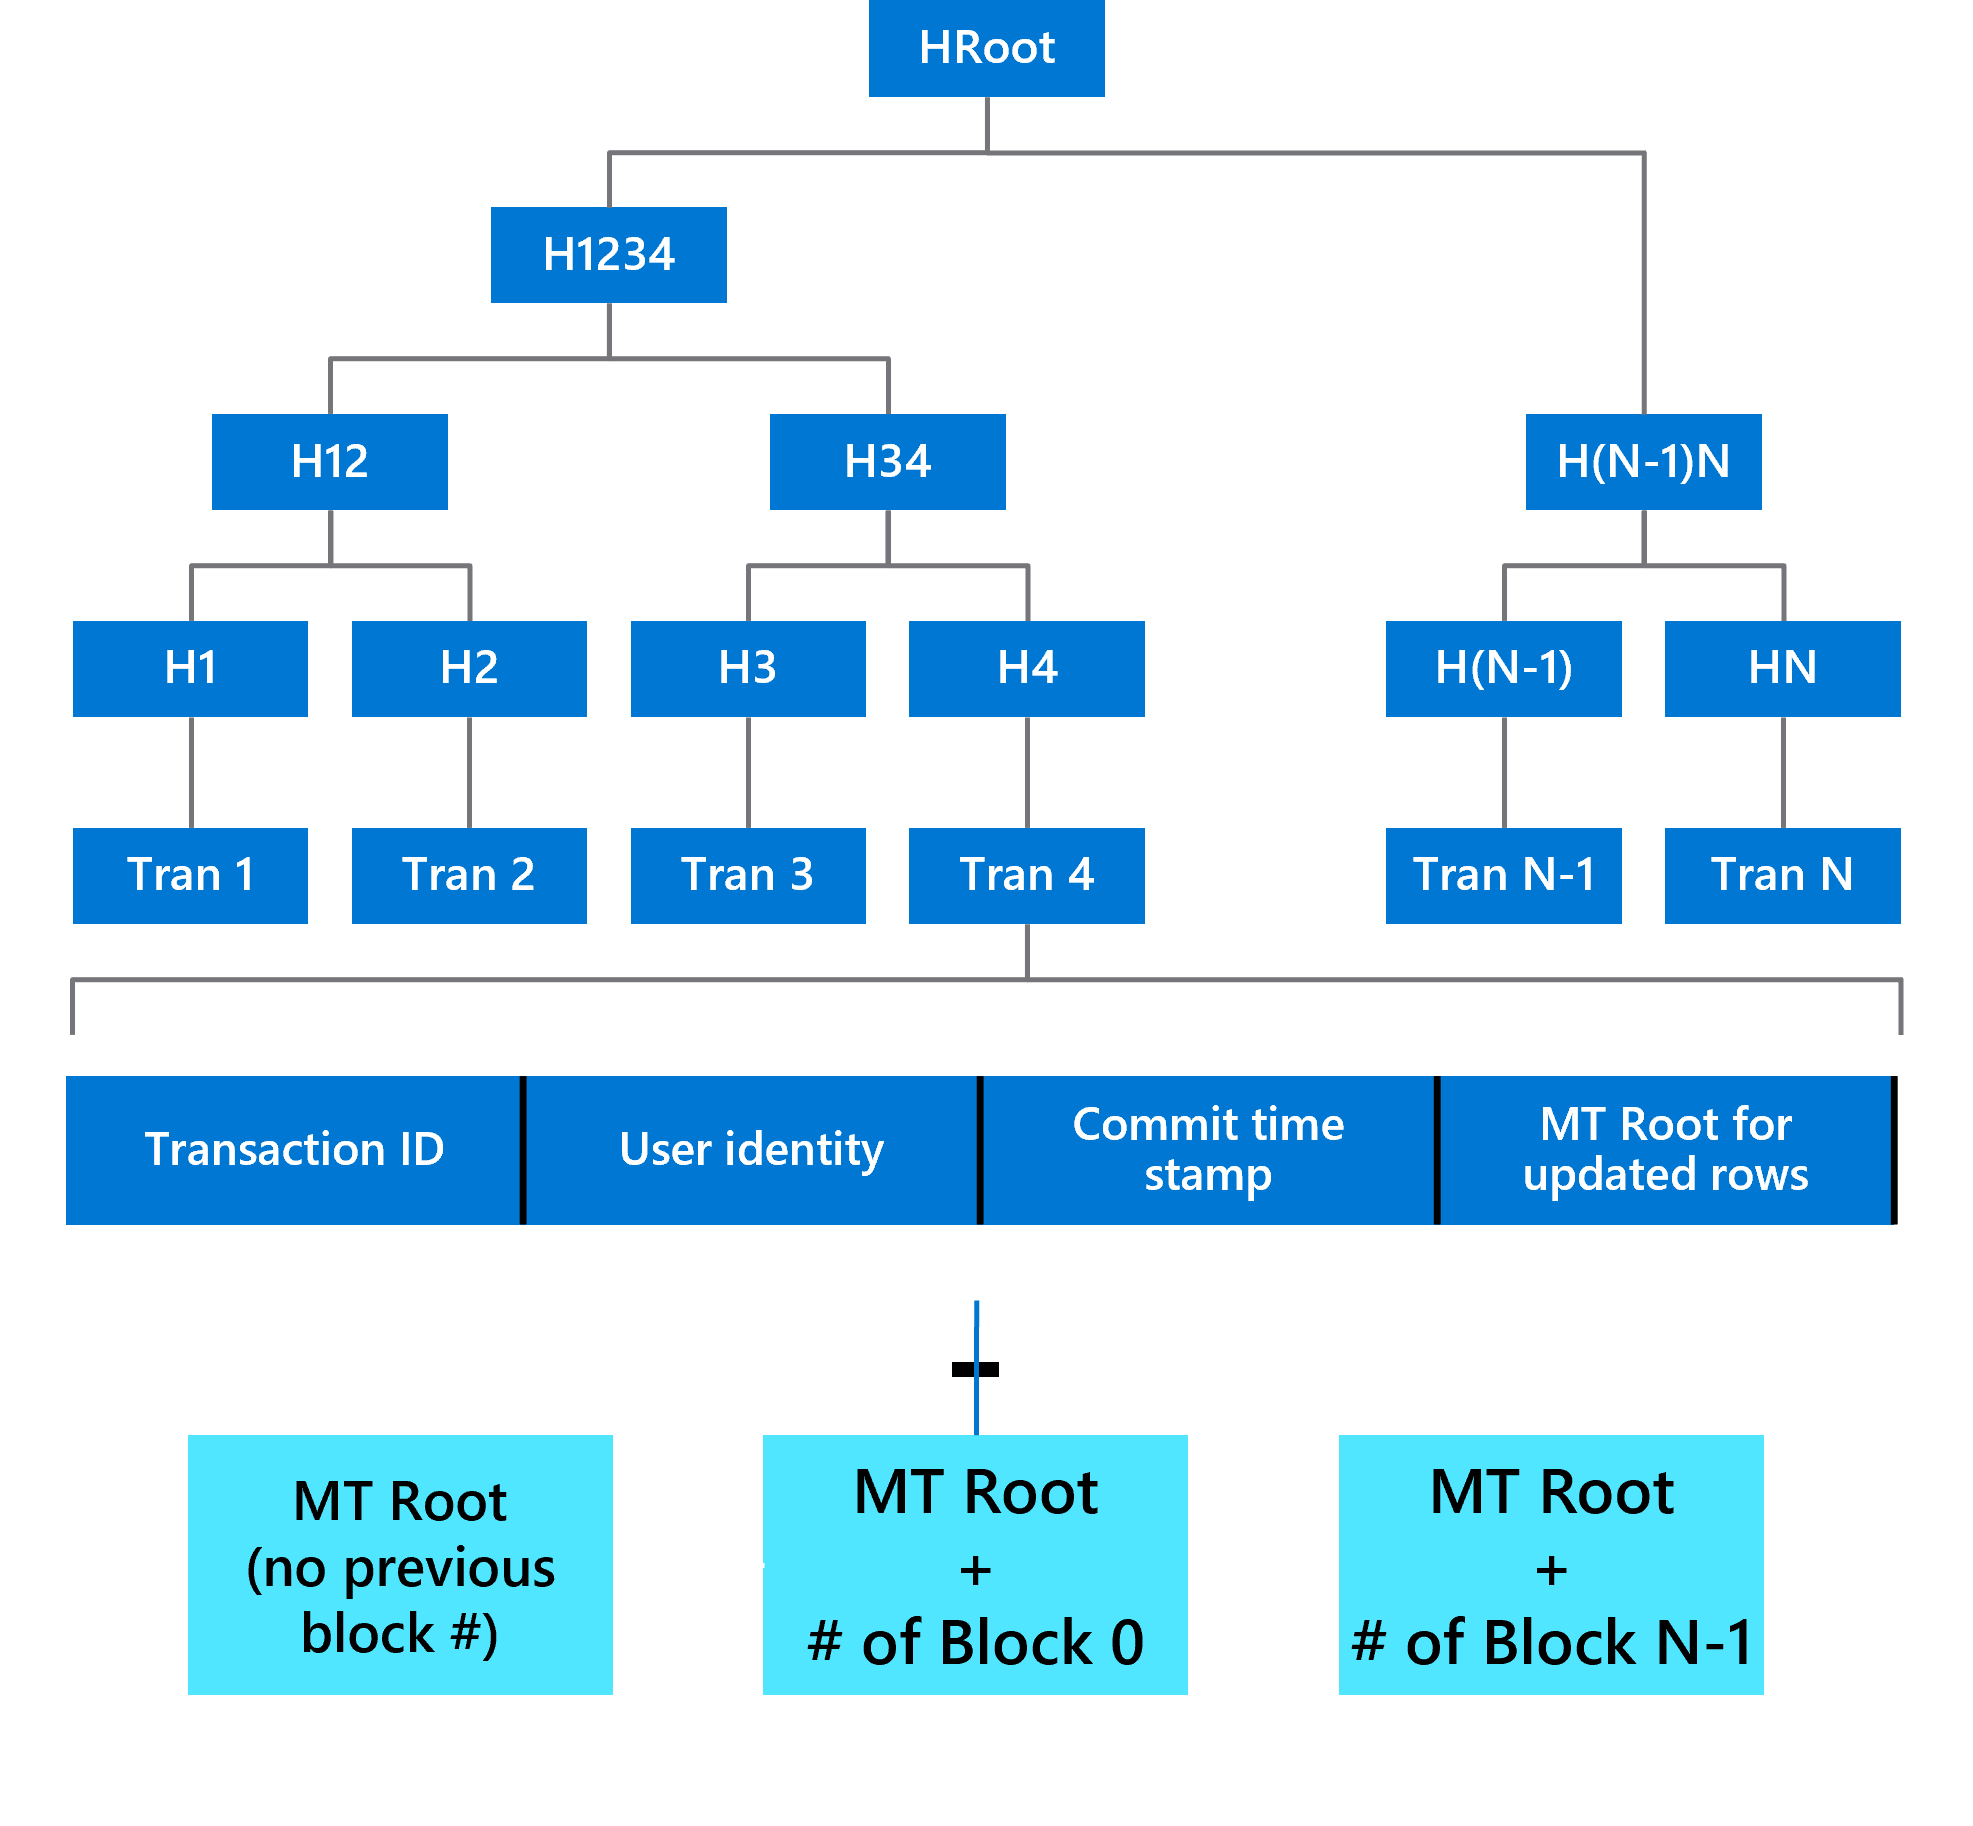 HRoot
H1234
H12
H34
H(N-1)N
H1
H2
H3
H4
H(N-1)
HN
Tran 1
Tran 2
Tran 3
Tran 4
Tran N-1
Tran N
Transaction ID
User identity
Commit time
stamp
MT Root for
updated rows
MT Root
(no previous
block #)
MT Root
+
# of Block 0
MT Root
+
# of Block N-1